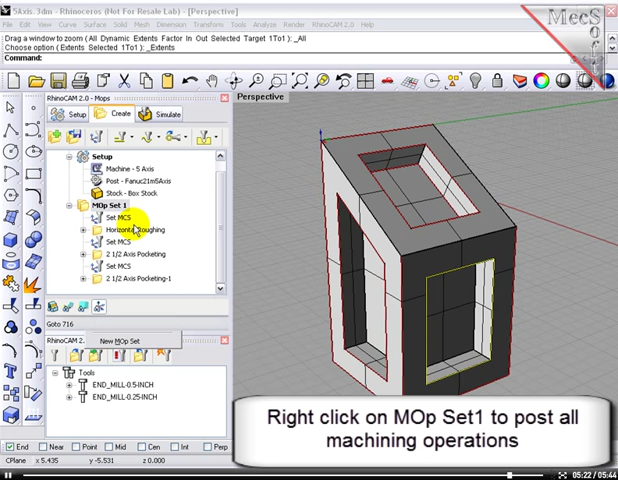 5Axis. 3dm - Rhinoceros (Hot For Resale Lab) - [Perspective]
File Edit View Curve Surface Solid Mesh Dimension Transform Tools Analyze Render RhinoCAM 2.0 Help
Drag a window to zoom ( All Dynamic Extents Factor In Out Selected Target 1To1 ): _All
Choose option ( Extents Selected 1To1 ): _Extents
Command:
MecSoft
RhinoCAM 2.0 - Mops
Perspective
Setup Create Simulate
Setup
Machine - 5 Axis
Post - Fanuc21m5Axis
Stock - Box Stock
MOp Set 1
Set MCS
Horizontal Roughing
Set MCS
2 1/2 Axis Pocketing
Set MCS
2 1/2 Axis Pocketing-1
Goto 716
RhinoCAM 2.
New MOp Set
Tools
END_MILL-0.5-INCH
END_MILL-0.25-INCH
Right click on MOp Set1 to post all
machining operations
End Near Point Mid Cen Int Perp
CPlane x 5.435 y -5.531 z 0.000
05:22 / 05:44